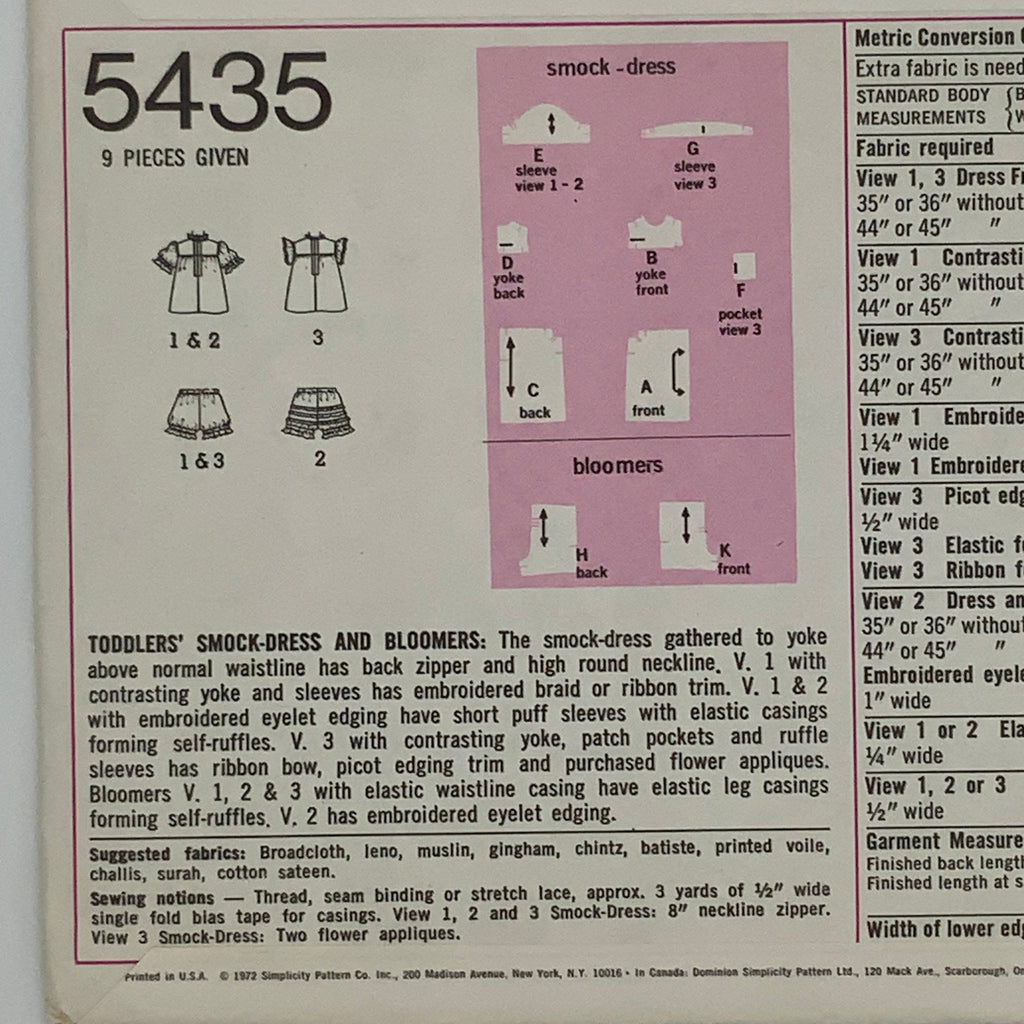 5435
9 PIECES GIVEN
1 & 2
3
1 & 3
2
smock - dress
E
sleeve
view 1 - 2
G
sleeve
view 3
D
yoke
back
B
yoke
front
F
pocket
view 3
C
back
A
front
bloomers
H
back
K
front
TODDLERS' SMOCK-DRESS AND BLOOMERS: The smock-dress gathered to yoke
above normal waistline has back zipper and high round neckline. V. 1 with
contrasting yoke and sleeves has embroidered braid or ribbon trim. V. 1 & 2
with embroidered eyelet edging have short puff sleeves with elastic casings
forming self-ruffles. V. 3 with contrasting yoke, patch pockets and ruffle
sleeves has ribbon bow, picot edging trim and purchased flower appliques.
Bloomers V. 1, 2 & 3 with elastic waistline casing have elastic leg casings
forming self-ruffles. V. 2 has embroidered eyelet edging.
Suggested fabrics: Broadcloth, leno, muslin, gingham, chintz, batiste, printed voile,
challis, surah, cotton sateen.
Sewing notions — Thread, seam binding or stretch lace, approx. 3 yards of ½" wide
single fold bias tape for casings. View 1, 2 and 3 Smock-Dress: 8" neckline zipper.
View 3 Smock-Dress: Two flower appliques.
Printed in U.S.A. © 1972 Simplicity Pattern Co. Inc., 200 Madison Avenue, New York, N.Y. 10016 • In Canada: Dominion Simplicity Pattern Ltd., 120 Mack Ave., Scarborough, On
Metric Conversion
Extra fabric is need
STANDARD BODY {B
MEASUREMENTS {W
Fabric required
View 1, 3 Dress Fr
35" or 36" without
44" or 45" "
View 1 Contrasti
35" or 36" without
44" or 45" "
View 3 Contrasti
35" or 36" without
44" or 45" "
View 1 Embroide
1¼" wide
View 1 Embroidere
View 3 Picot edg
½" wide
View 3 Elastic f
View 3 Ribbon f
View 2 Dress an
35" or 36" without
44" or 45" "
Embroidered eyele
1" wide
View 1 or 2 Ela
¼" wide
View 1, 2 or 3
½" wide
Garment Measure
Finished back length
Finished length at s
Width of lower edg